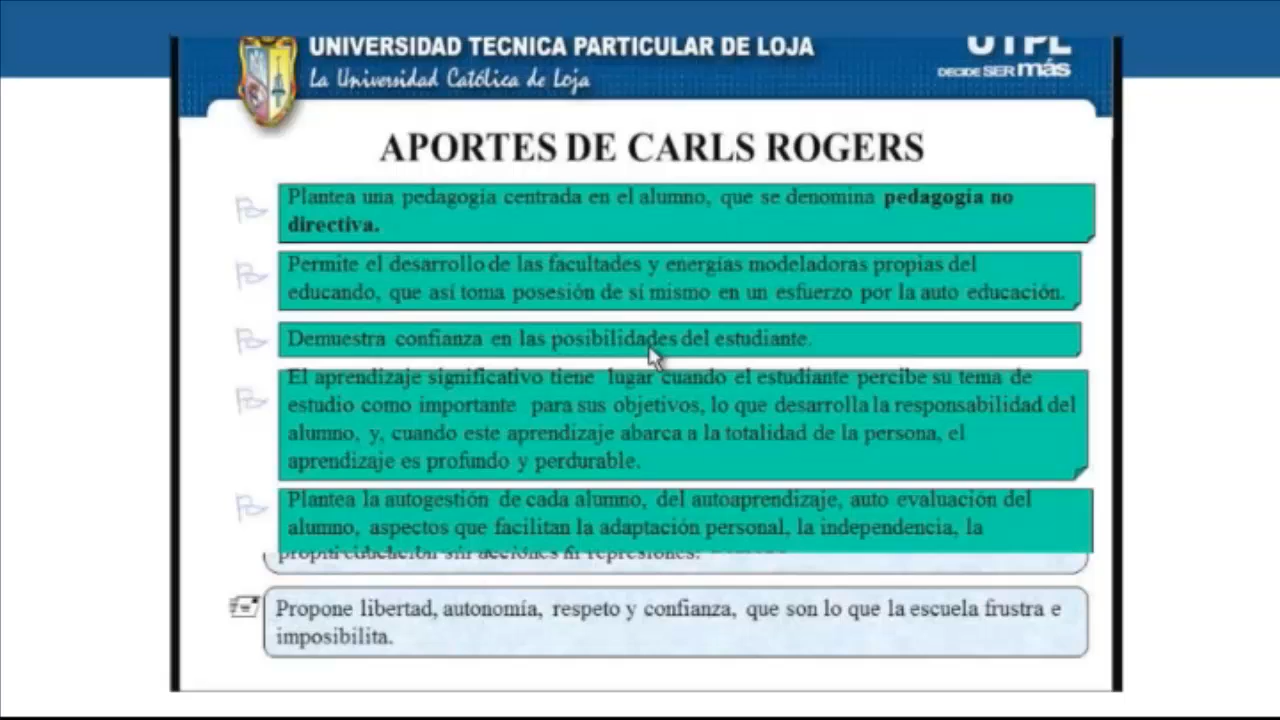 UNIVERSIDAD TECNICA PARTICULAR DE LOJA
La Universidad Católica de Loja
UTPL
DECIDE SER más
APORTES DE CARLS ROGERS
Plantea una pedagogía centrada en el alumno, que se denomina pedagogía no
directiva.
Permite el desarrollo de las facultades y energías modeladoras propias del
educando, que así toma posesión de sí mismo en un esfuerzo por la auto educación.
Demuestra confianza en las posibilidades del estudiante.
El aprendizaje significativo tiene lugar cuando el estudiante percibe su tema de
estudio como importante para sus objetivos, lo que desarrolla la responsabilidad del
alumno, y, cuando este aprendizaje abarca a la totalidad de la persona, el
aprendizaje es profundo y perdurable.
Plantea la autogestión de cada alumno, del autoaprendizaje, auto evaluación del
alumno, aspectos que facilitan la adaptación personal, la independencia, la
sin acciones ni represiones.
Propone libertad, autonomía, respeto y confianza, que son lo que la escuela frustra e
imposibilita.